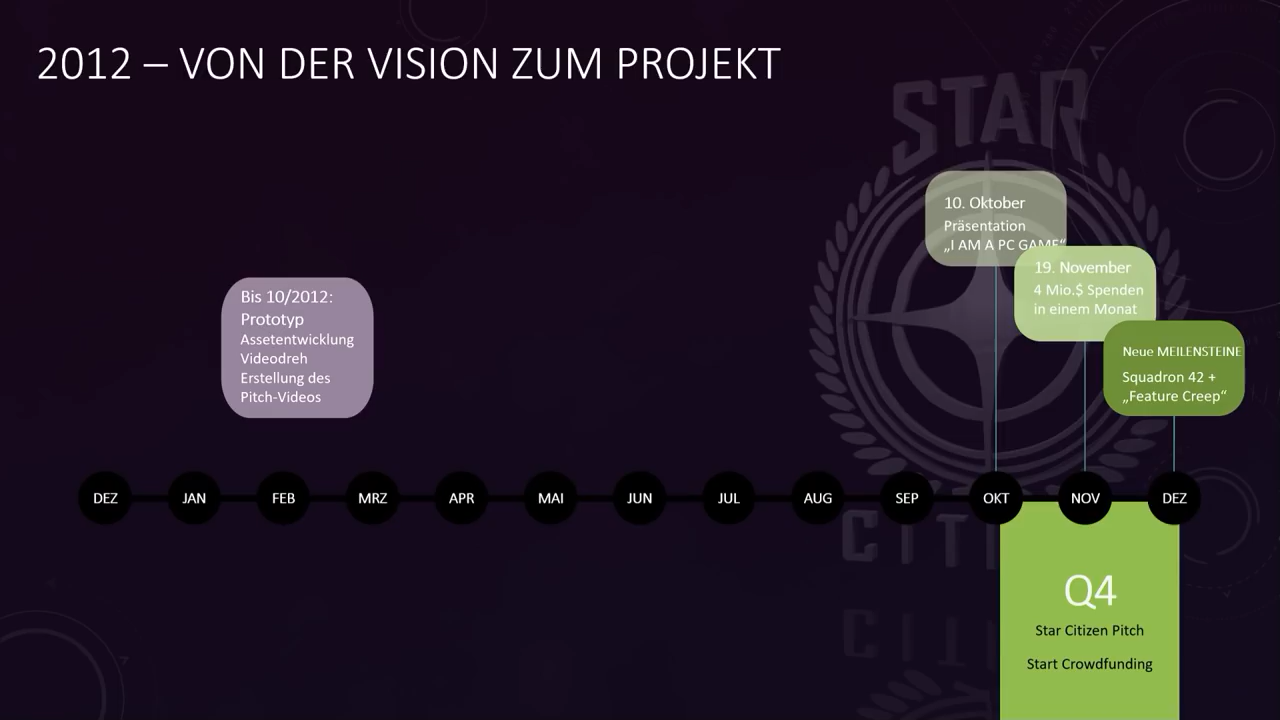 2012 – VON DER VISION ZUM PROJEKT
STAR
10. Oktober
Präsentation
„I AM A PC GAME“
19. November
4 Mio.$ Spenden
in einem Monat
Bis 10/2012:
Prototyp
Assetentwicklung
Videodreh
Erstellung des
Pitch-Videos
Neue MEILENSTEINE
Squadron 42 +
„Feature Creep“
DEZ JAN FEB MRZ APR MAI JUN JUL AUG SEP OKT NOV DEZ
CITI
Q4
Star Citizen Pitch
Start Crowdfunding